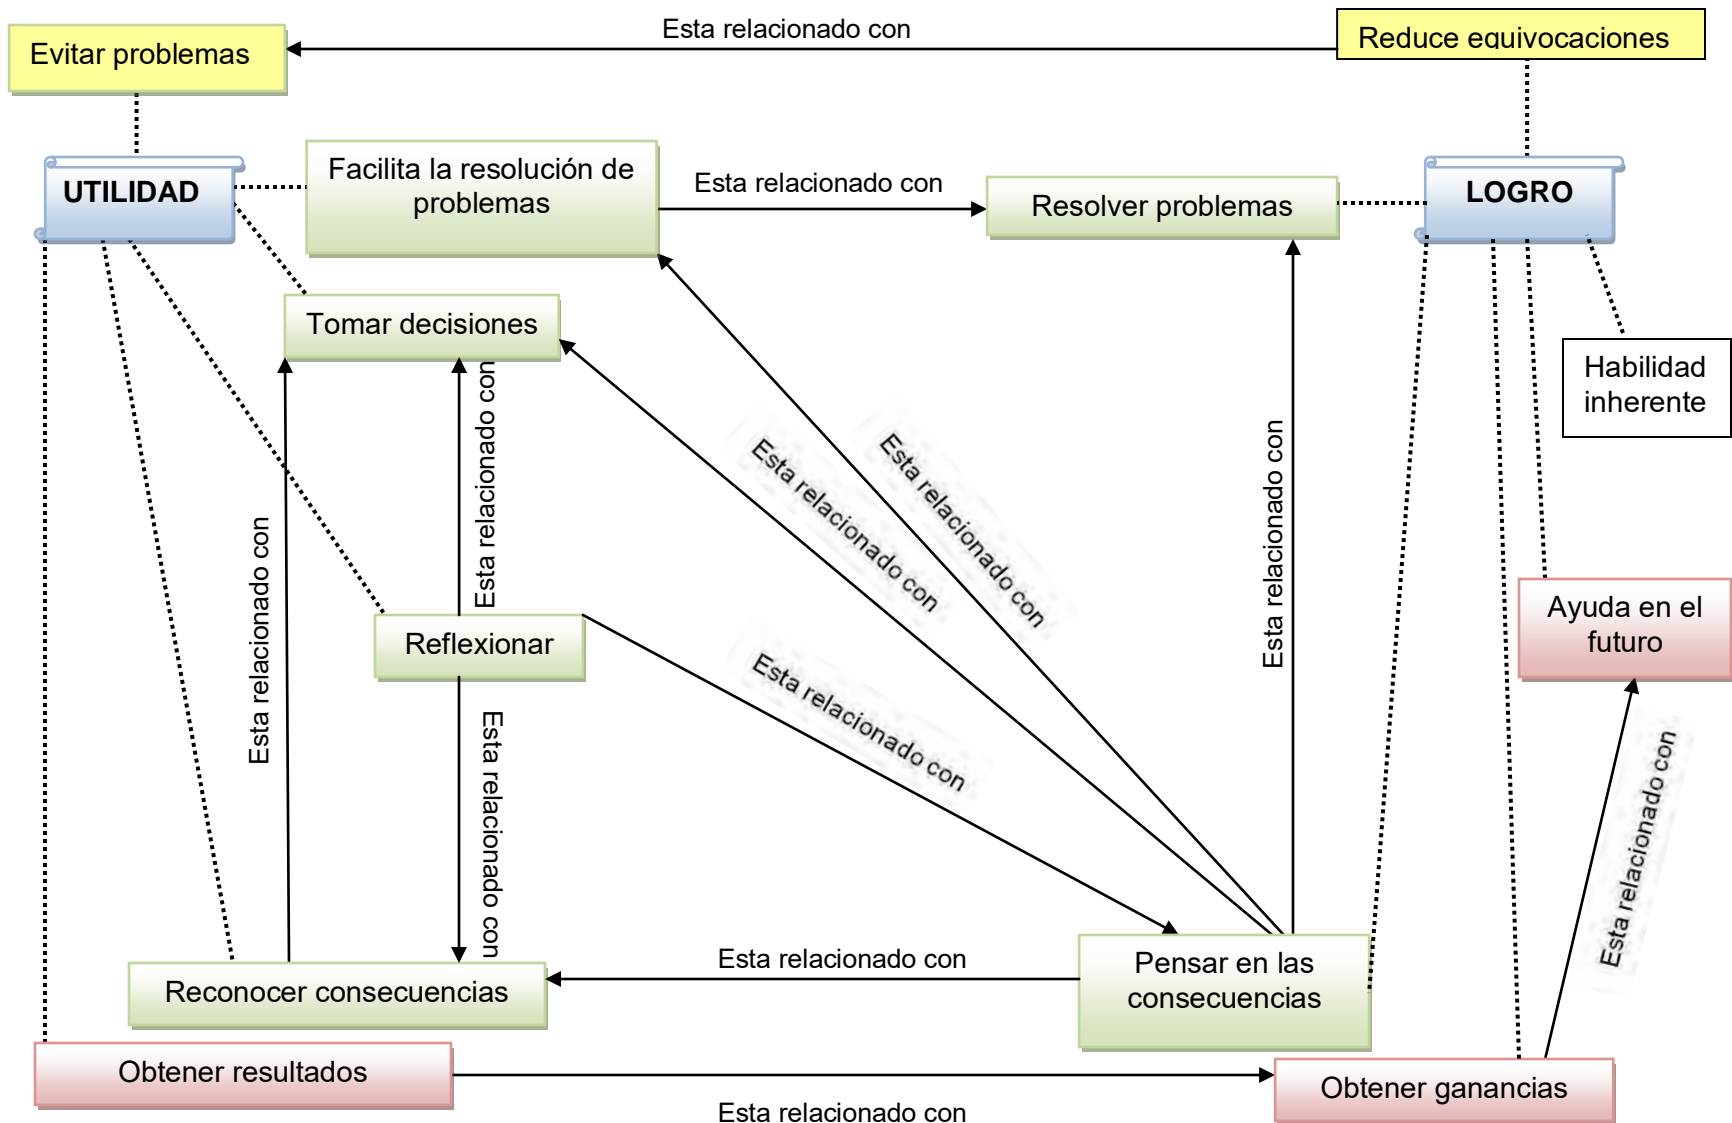 Esta relacionado con
Evitar problemas
Reduce equivocaciones
UTILIDAD
Facilita la resolución de
problemas
Esta relacionado con
Resolver problemas
LOGRO
Tomar decisiones
Habilidad
inherente
Esta relacionado con
Esta relacionado con
Esta relacionado con
Esta relacionado con
Esta relacionado con
Ayuda en el
futuro
Reflexionar
Esta relacionado con
Esta relacionado con
Esta relacionado con
Reconocer consecuencias
Esta relacionado con
Pensar en las
consecuencias
Obtener resultados
Esta relacionado con
Obtener ganancias